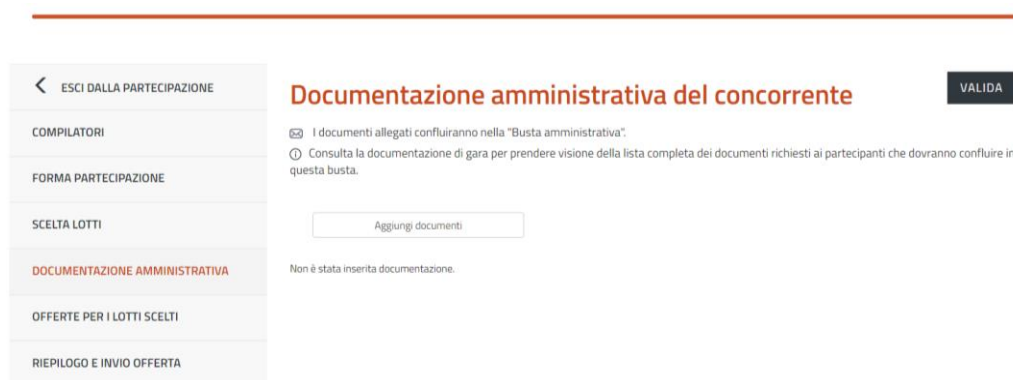 ESCI DALLA PARTECIPAZIONE
COMPILATORI
FORMA PARTECIPAZIONE
SCELTA LOTTI
DOCUMENTAZIONE AMMINISTRATIVA
OFFERTE PER I LOTTI SCELTI
RIEPILOGO E INVIO OFFERTA
Documentazione amministrativa del concorrente
VALIDA
I documenti allegati confluiranno nella "Busta amministrativa".
Consulta la documentazione di gara per prendere visione della lista completa dei documenti richiesti ai partecipanti che dovranno confluire in
questa busta.
Aggiungi documenti
Non è stata inserita documentazione.